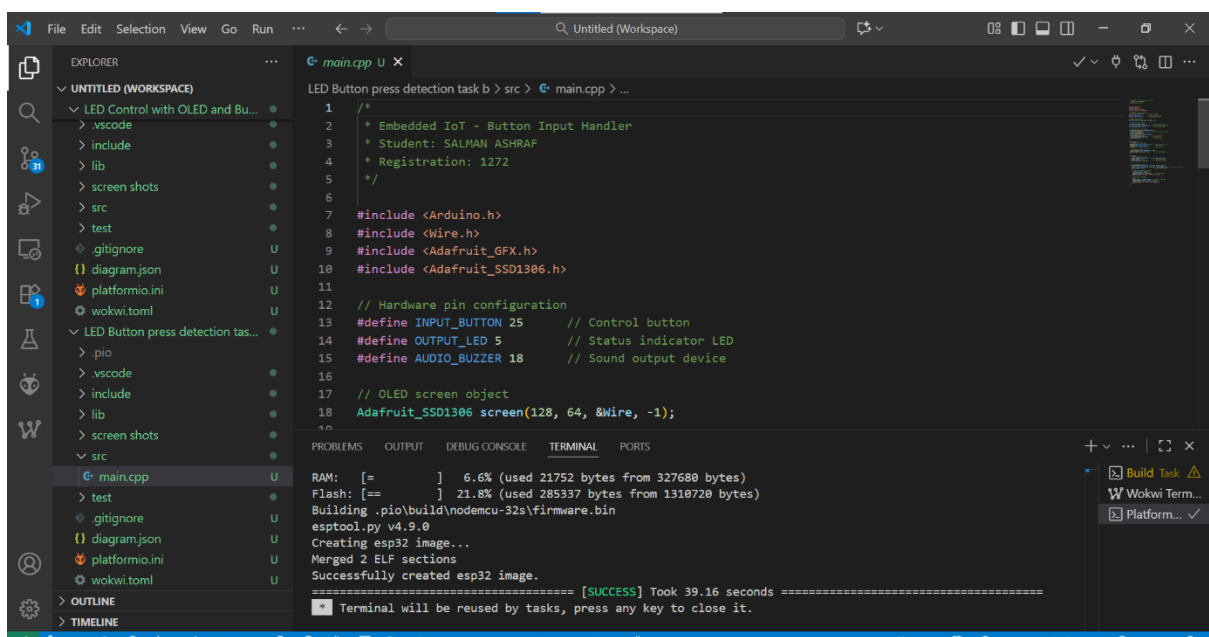 File Edit Selection View Go Run ··· Untitled (Workspace)
EXPLORER ···
UNTITLED (WORKSPACE)
LED Control with OLED and Bu...
.vscode
include
lib
screen shots
src
test
.gitignore U
{} diagram.json U
platformio.ini U
wokwi.toml U
LED Button press detection tas...
.pio
.vscode
include
lib
screen shots
src
main.cpp U
test
.gitignore U
{} diagram.json U
platformio.ini U
wokwi.toml U
OUTLINE
TIMELINE
31
1
main.cpp U
LED Button press detection task b > src > main.cpp > ...
1 /*
2 * Embedded IoT - Button Input Handler
3 * Student: SALMAN ASHRAF
4 * Registration: 1272
5 */
6
7 #include <Arduino.h>
8 #include <Wire.h>
9 #include <Adafruit_GFX.h>
10 #include <Adafruit_SSD1306.h>
11
12 // Hardware pin configuration
13 #define INPUT_BUTTON 25 // Control button
14 #define OUTPUT_LED 5 // Status indicator LED
15 #define AUDIO_BUZZER 18 // Sound output device
16
17 // OLED screen object
18 Adafruit_SSD1306 screen(128, 64, &Wire, -1);
19
PROBLEMS OUTPUT DEBUG CONSOLE TERMINAL PORTS
RAM: [= ] 6.6% (used 21752 bytes from 327680 bytes)
Flash: [== ] 21.8% (used 285337 bytes from 1310720 bytes)
Building .pio\build\nodemcu-32s\firmware.bin
esptool.py v4.9.0
Creating esp32 image...
Merged 2 ELF sections
Successfully created esp32 image.
==================================== [SUCCESS] Took 39.16 seconds ====================================
* Terminal will be reused by tasks, press any key to close it.
Build Task
Wokwi Term...
Platform...